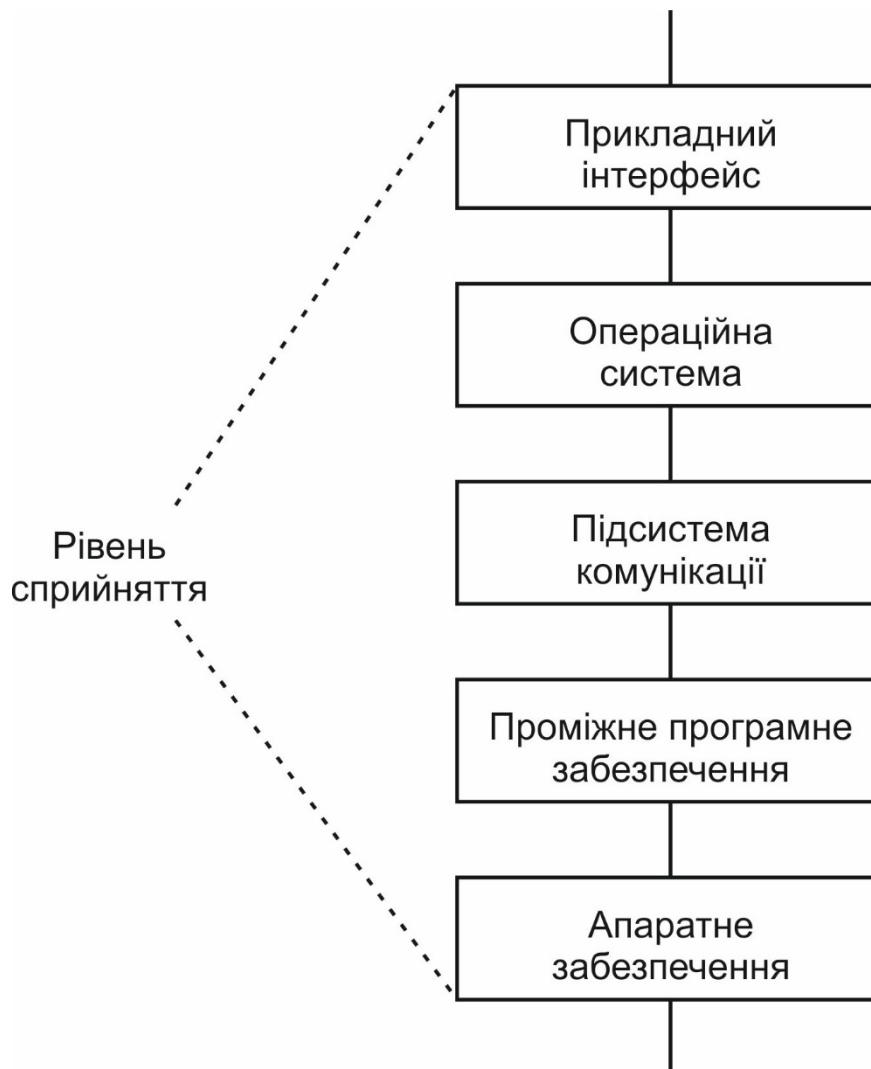 Прикладний
інтерфейс
Операційна
система
Підсистема
комунікації
Рівень
сприйняття
Проміжне програмне
забезпечення
Апаратне
забезпечення